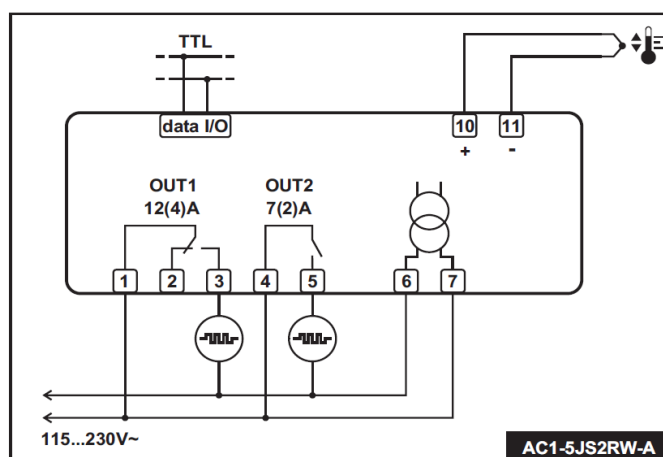 TTL
data I/O
10 11
+ -
OUT1 OUT2
12(4)A 7(2)A
1 2 3 4 5 6 7
115...230V~
AC1-5JS2RW-A